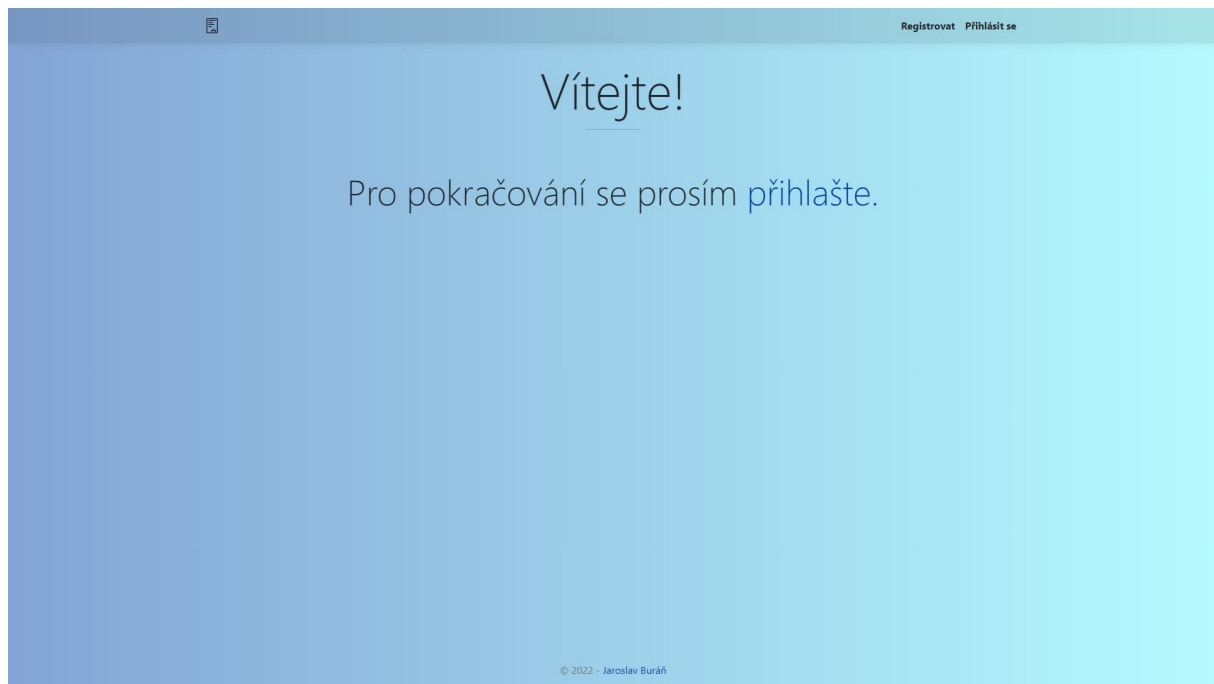 Registrovat Přihlásit se
Vítejte!
Pro pokračování se prosím přihlašte.
© 2022 - Jaroslav Buráň